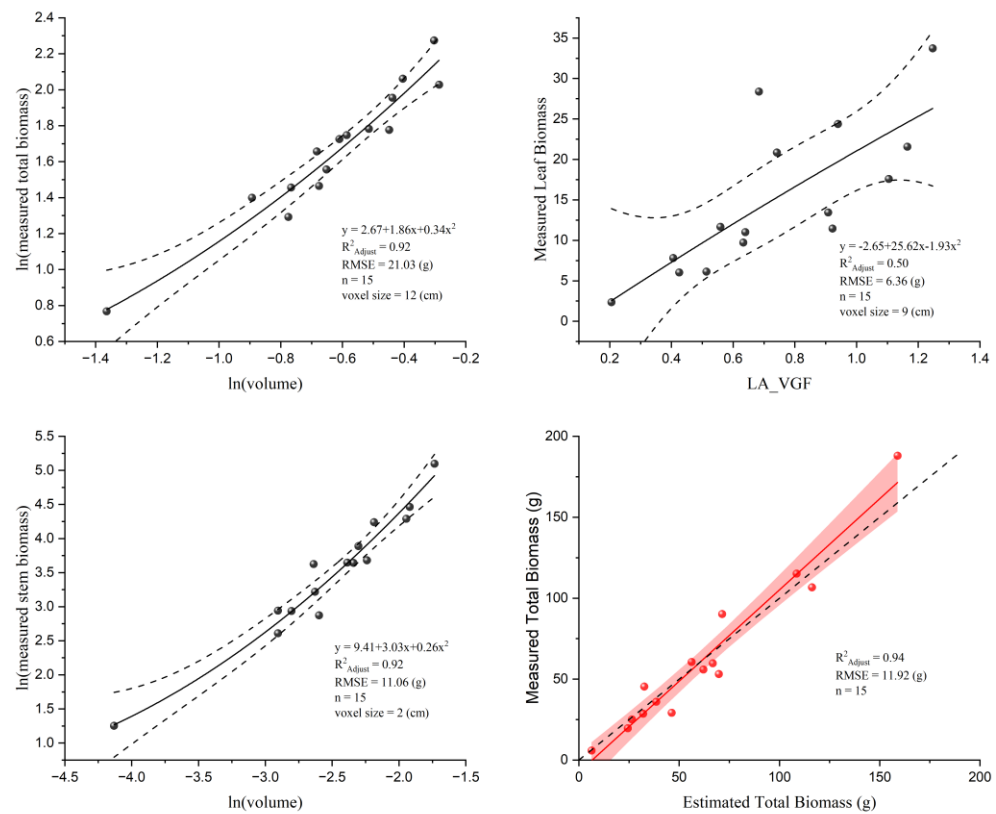 2.4
2.2
2.0
1.8
1.6
1.4
1.2
1.0
0.8
0.6
ln(measured total biomass)
y = 2.67+1.86x+0.34x²
R²Adjust = 0.92
RMSE = 21.03 (g)
n = 15
voxel size = 12 (cm)
−1.4 −1.2 −1.0 −0.8 −0.6 −0.4 −0.2
ln(volume)
35
30
25
20
15
10
5
0
Measured Leaf Biomass
y = -2.65+25.62x-1.93x²
R²Adjust = 0.50
RMSE = 6.36 (g)
n = 15
voxel size = 9 (cm)
0.2 0.4 0.6 0.8 1.0 1.2 1.4
LA_VGF
5.5
5.0
4.5
4.0
3.5
3.0
2.5
2.0
1.5
1.0
ln(measured stem biomass)
y = 9.41+3.03x+0.26x²
R²Adjust = 0.92
RMSE = 11.06 (g)
n = 15
voxel size = 2 (cm)
−4.5 −4.0 −3.5 −3.0 −2.5 −2.0 −1.5
ln(volume)
200
150
100
50
0
Measured Total Biomass (g)
R²Adjust = 0.94
RMSE = 11.92 (g)
n = 15
0 50 100 150 200
Estimated Total Biomass (g)